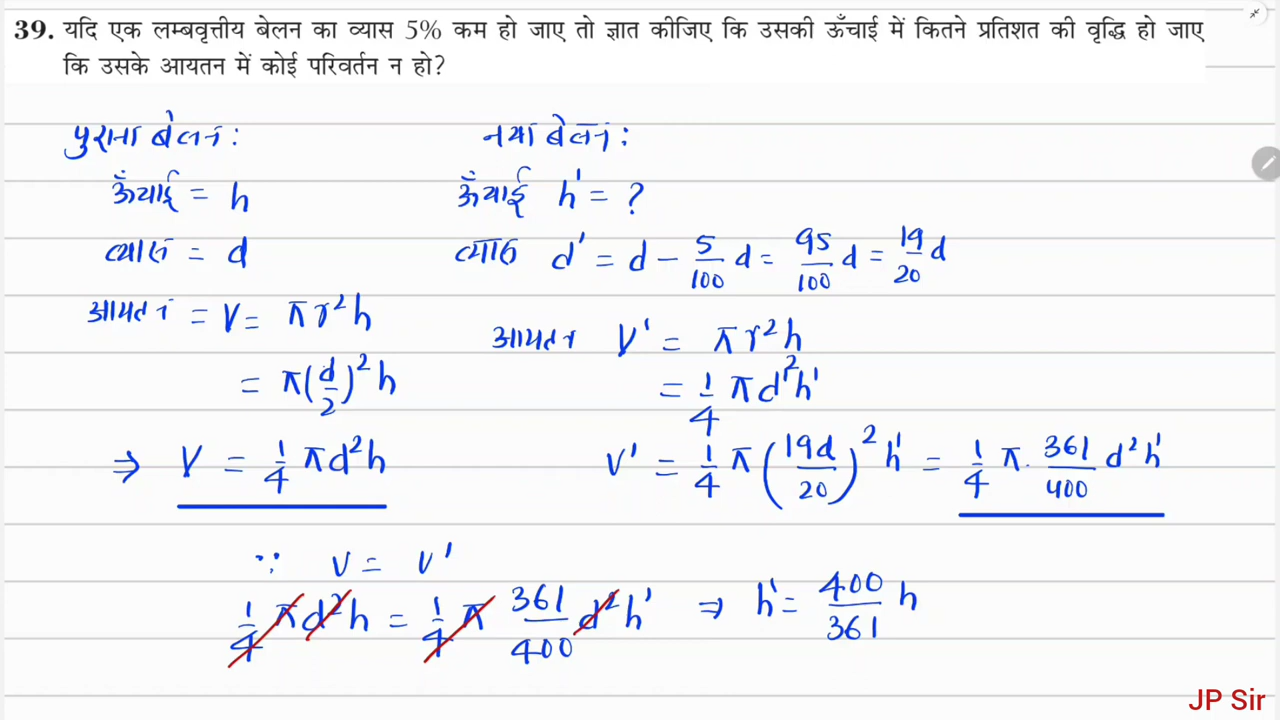 39. यदि एक लम्बवृत्तीय बेलन का व्यास 5% कम हो जाए तो ज्ञात कीजिए कि उसकी ऊँचाई में कितने प्रतिशत की वृद्धि हो जाए
कि उसके आयतन में कोई परिवर्तन न हो?
पुराना बेलन:
ऊँचाई = h
व्यास = d
आयतन = V = πr²h
= π(d/2)²h
⇒ V = 1/4 πd²h
नया बेलन:
ऊँचाई h' = ?
व्यास d' = d − 5/100 d = 95/100 d = 19/20 d
आयतन V' = πr²h
= 1/4 πd'²h'
V' = 1/4 π(19d/20)²h' = 1/4 π. 361/400 d²h'
∵ V = V'
1/4 πd²h = 1/4 π 361/400 d²h' ⇒ h' = 400/361 h
JP Sir